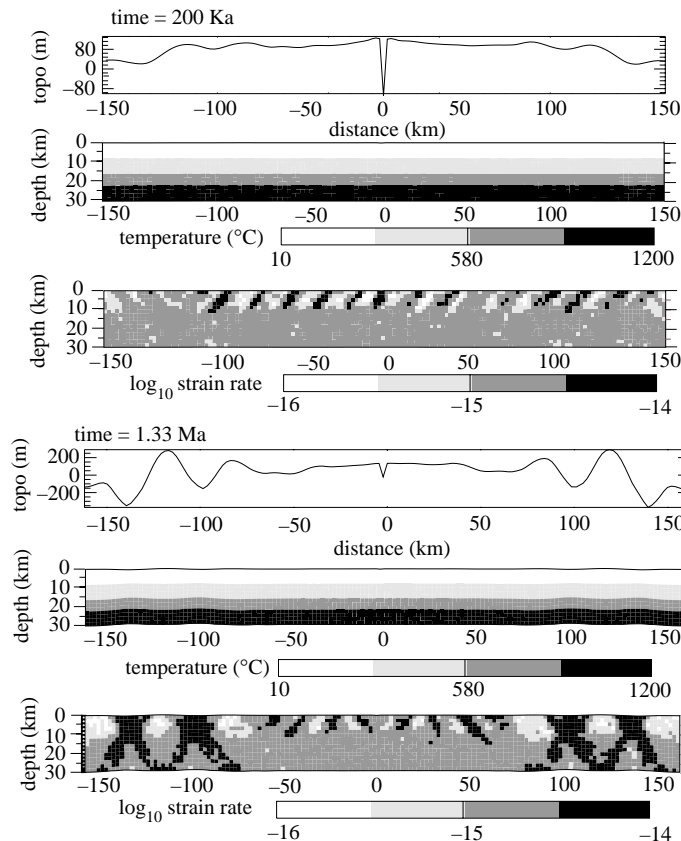 time = 200 Ka
topo (m)
80
0
−80
−150 −100 −50 0 50 100 150
distance (km)
depth (km)
0
10
20
30
−150 −100 −50 0 50 100 150
temperature (°C)
10 580 1200
depth (km)
0
10
20
30
−150 −100 −50 0 50 100 150
log10 strain rate
−16 −15 −14
time = 1.33 Ma
topo (m)
200
0
−200
−150 −100 −50 0 50 100 150
distance (km)
depth (km)
0
10
20
30
−150 −100 −50 0 50 100 150
temperature (°C)
10 580 1200
depth (km)
0
10
20
30
−150 −100 −50 0 50 100 150
log10 strain rate
−16 −15 −14